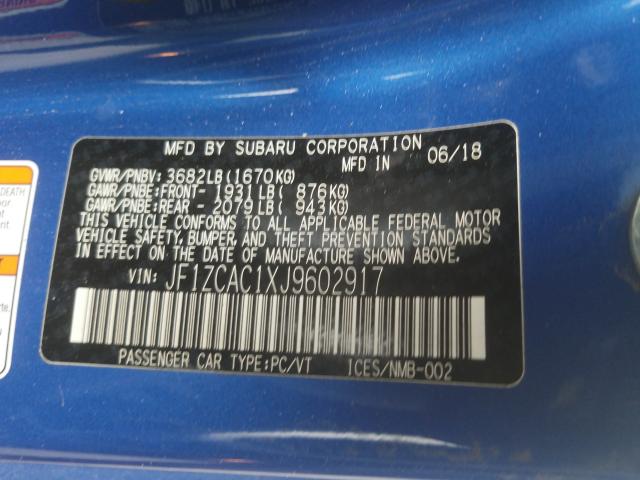 MFD BY SUBARU CORPORATION
MFD IN 06/18
GVWR/PNBV:3682LB(1670KG)
GAWR/PNBE:FRONT- 1931LB( 876KG)
GAWR/PNBE:REAR - 2079LB( 943KG)
THIS VEHICLE CONFORMS TO ALL APPLICABLE FEDERAL MOTOR
VEHICLE SAFETY, BUMPER, AND THEFT PREVENTION STANDARDS
IN EFFECT ON THE DATE OF MANUFACTURE SHOWN ABOVE.
VIN: JF1ZCAC1XJ9602917
PASSENGER CAR TYPE:PC/VT ICES/NMB-002
DEATH